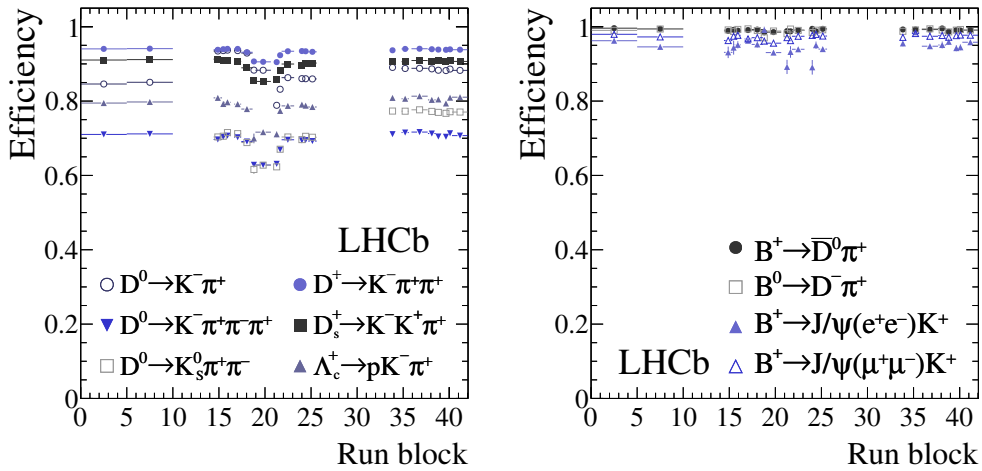 Efficiency
1
0.8
0.6
0.4
0.2
0
LHCb
D⁰→K⁻π⁺
D⁺→K⁻π⁺π⁺
D⁰→K⁻π⁺π⁻π⁺
Dₛ⁺→K⁻K⁺π⁺
D⁰→Kₛ⁰π⁺π⁻
Λ꜀⁺→pK⁻π⁺
0 5 10 15 20 25 30 35 40
Run block
Efficiency
1
0.8
0.6
0.4
0.2
0
B⁺→D̅⁰π⁺
B⁰→D⁻π⁺
B⁺→J/ψ(e⁺e⁻)K⁺
LHCb
B⁺→J/ψ(μ⁺μ⁻)K⁺
0 5 10 15 20 25 30 35 40
Run block